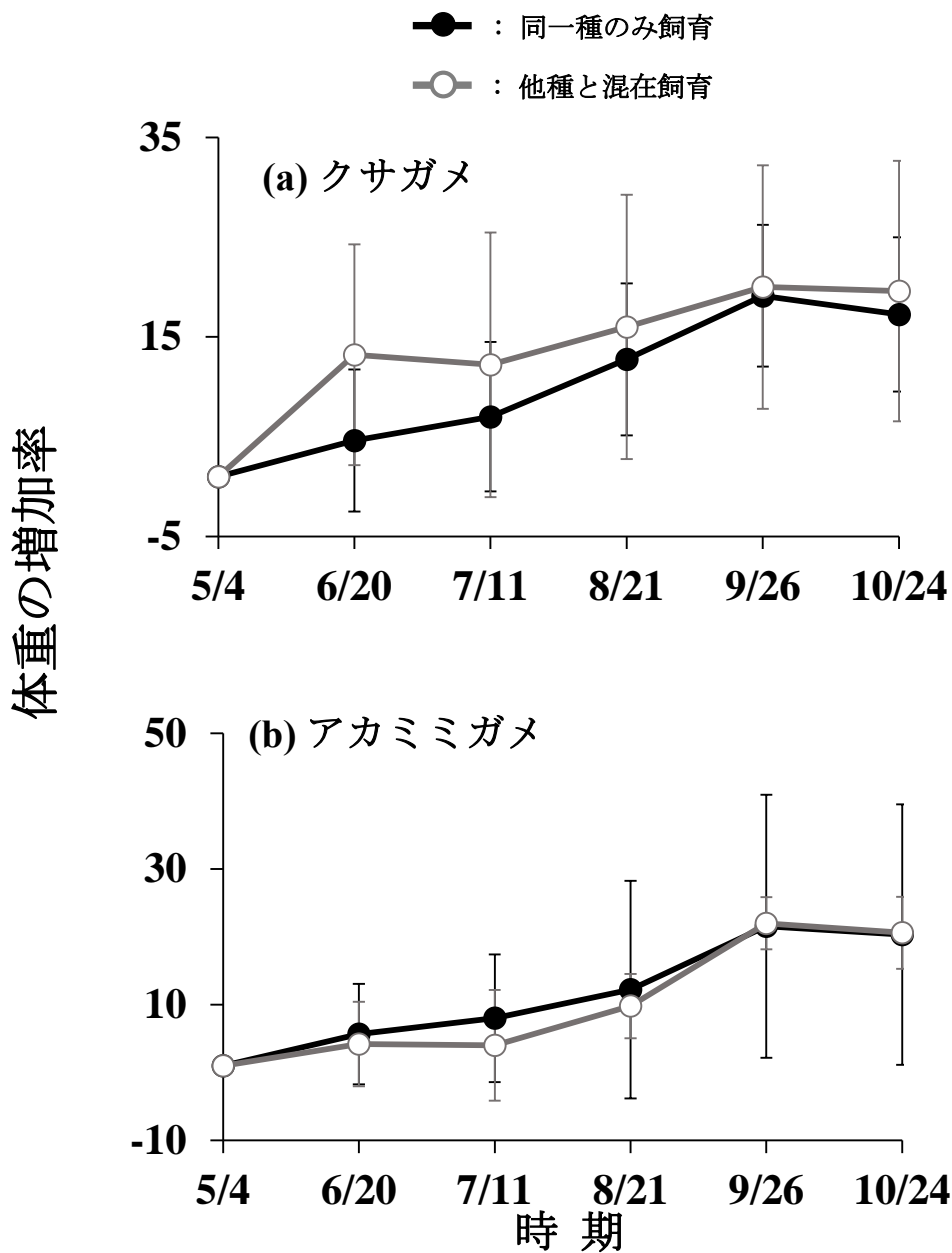 ： 同一種のみ飼育
： 他種と混在飼育
(a) クサガメ
35
15
-5
5/4 6/20 7/11 8/21 9/26 10/24
体重の増加率
(b) アカミミガメ
50
30
10
-10
5/4 6/20 7/11 8/21 9/26 10/24
時 期